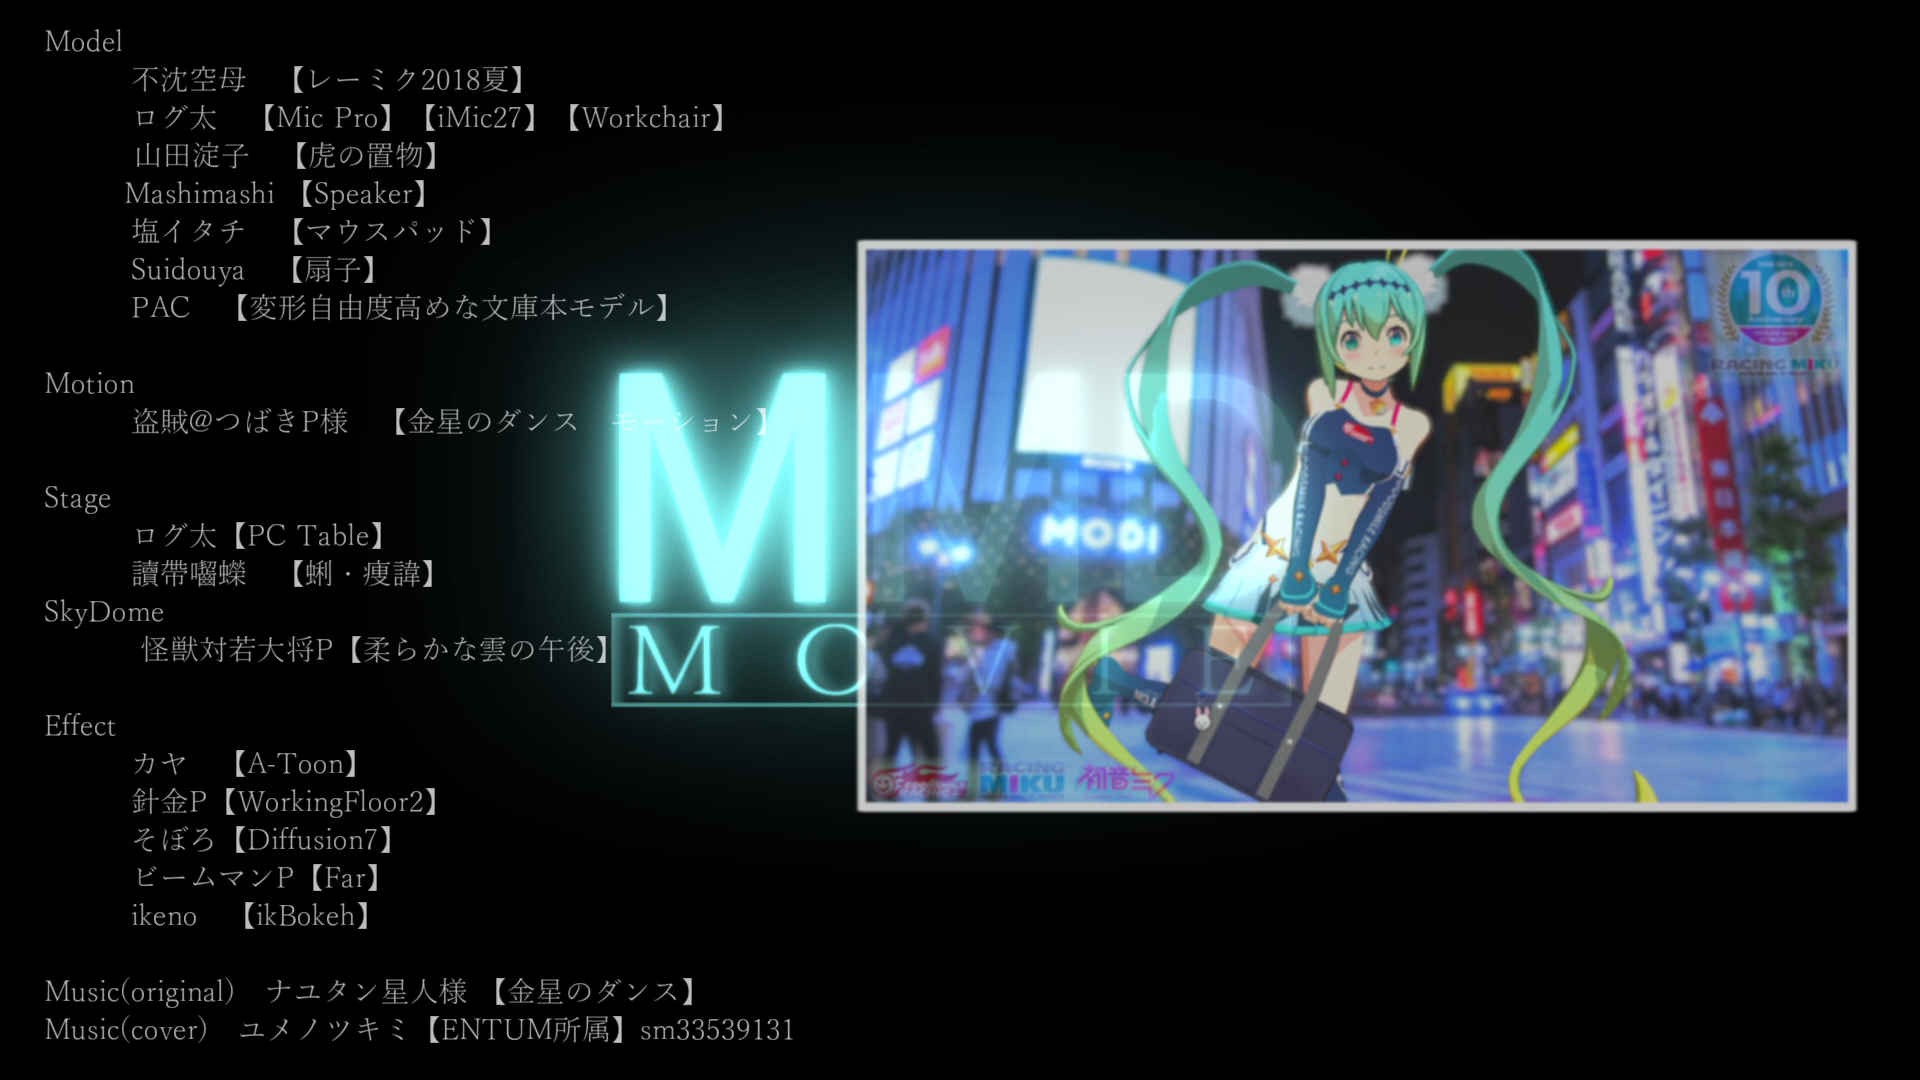 Model
不沈空母 【レーミク2018夏】
ログ太 【Mic Pro】【iMic27】【Workchair】
山田淀子 【虎の置物】
Mashimashi 【Speaker】
塩イタチ 【マウスパッド】
Suidouya 【扇子】
PAC 【変形自由度高めな文庫本モデル】
Motion
盗賊@つばきP様 【金星のダンス モーション】
Stage
ログ太【PC Table】
讀帶囓蠑 【蜊・痩諱】
SkyDome
怪獣対若大将P【柔らかな雲の午後】
Effect
カヤ 【A-Toon】
針金P【WorkingFloor2】
そぼろ【Diffusion7】
ビームマンP【Far】
ikeno 【ikBokeh】
Music(original) ナユタン星人様 【金星のダンス】
Music(cover) ユメノツキミ【ENTUM所属】sm33539131
MMD
MOVIE
10th
Anniversary
RACING MIKU
MODI
RACING
MIKU
初音ミク